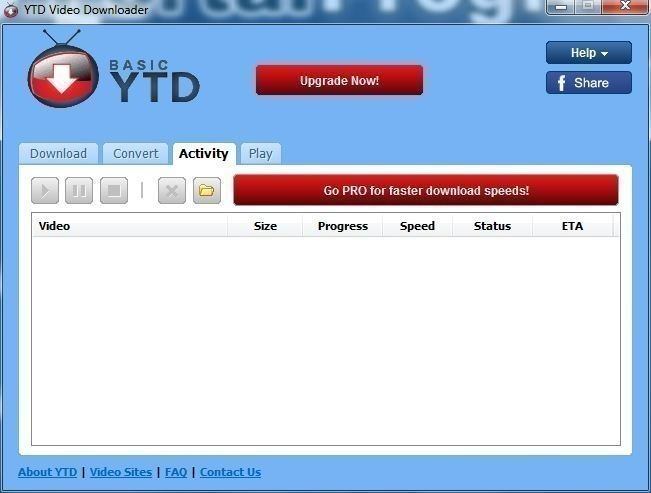 YTD Video Downloader
BASIC
YTD
Upgrade Now!
Help
f Share
Download Convert Activity Play
Go PRO for faster download speeds!
Video Size Progress Speed Status ETA
About YTD | Video Sites | FAQ | Contact Us